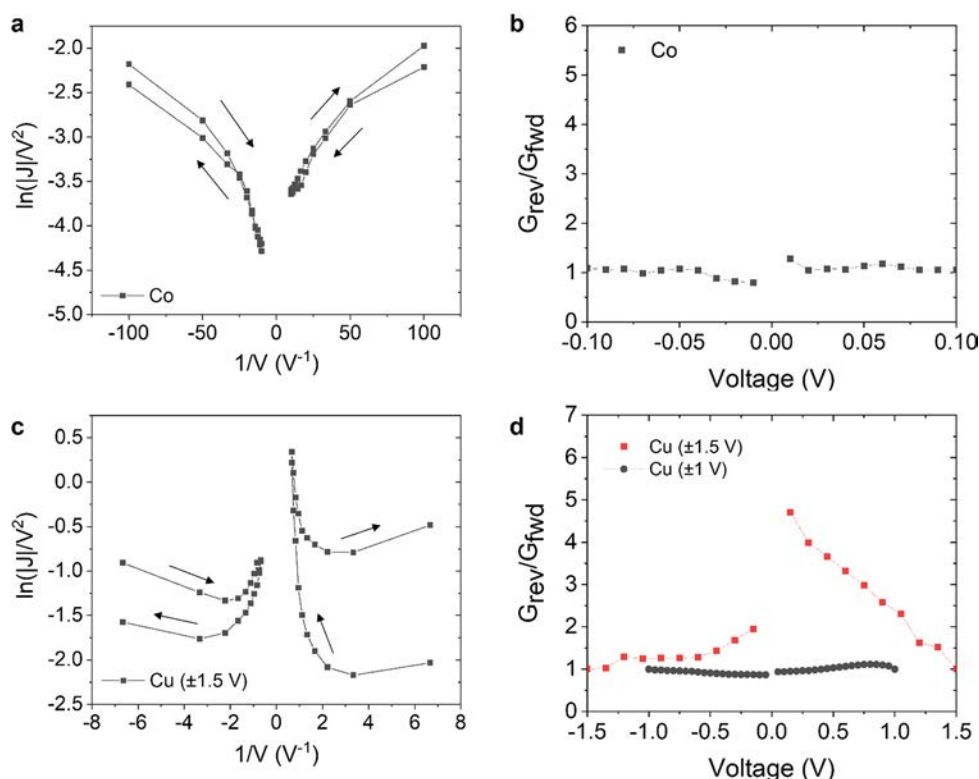 a
ln(|J|/V²)
-2.0
-2.5
-3.0
-3.5
-4.0
-4.5
-5.0
Co
-100 -50 0 50 100
1/V (V⁻¹)
b
Grev/Gfwd
6
5
4
3
2
1
0
Co
-0.10 -0.05 0.00 0.05 0.10
Voltage (V)
c
ln(|J|/V²)
0.5
0.0
-0.5
-1.0
-1.5
-2.0
-2.5
Cu (±1.5 V)
-8 -6 -4 -2 0 2 4 6 8
1/V (V⁻¹)
d
Grev/Gfwd
7
6
5
4
3
2
1
0
Cu (±1.5 V)
Cu (±1 V)
-1.5 -1.0 -0.5 0.0 0.5 1.0 1.5
Voltage (V)